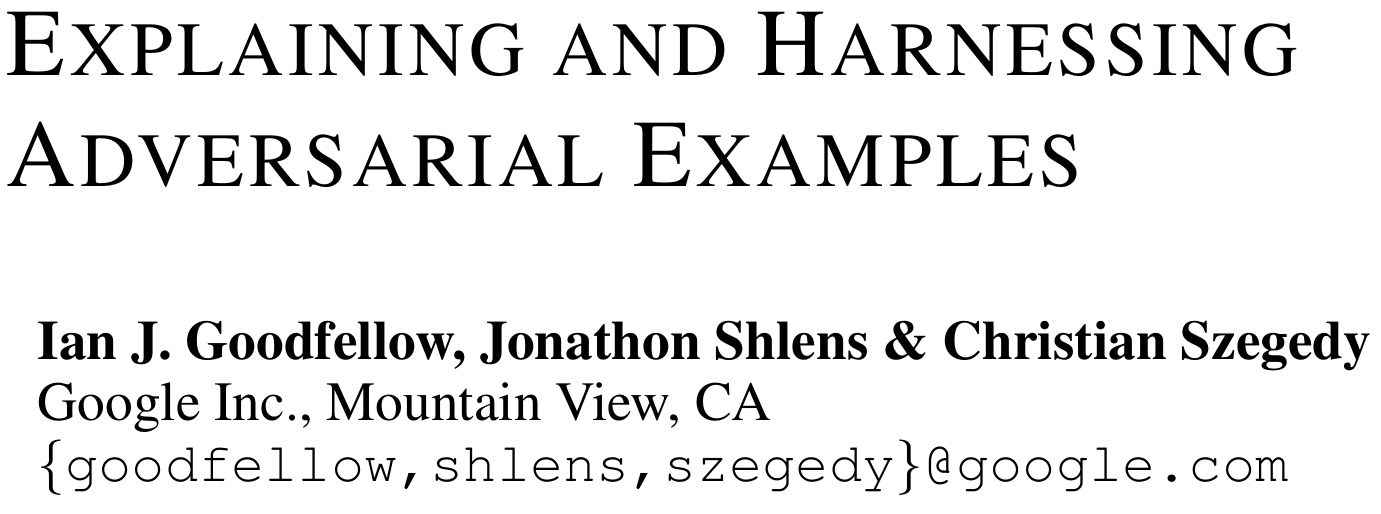 EXPLAINING AND HARNESSING
ADVERSARIAL EXAMPLES
Ian J. Goodfellow, Jonathon Shlens & Christian Szegedy
Google Inc., Mountain View, CA
{goodfellow,shlens,szegedy}@google.com